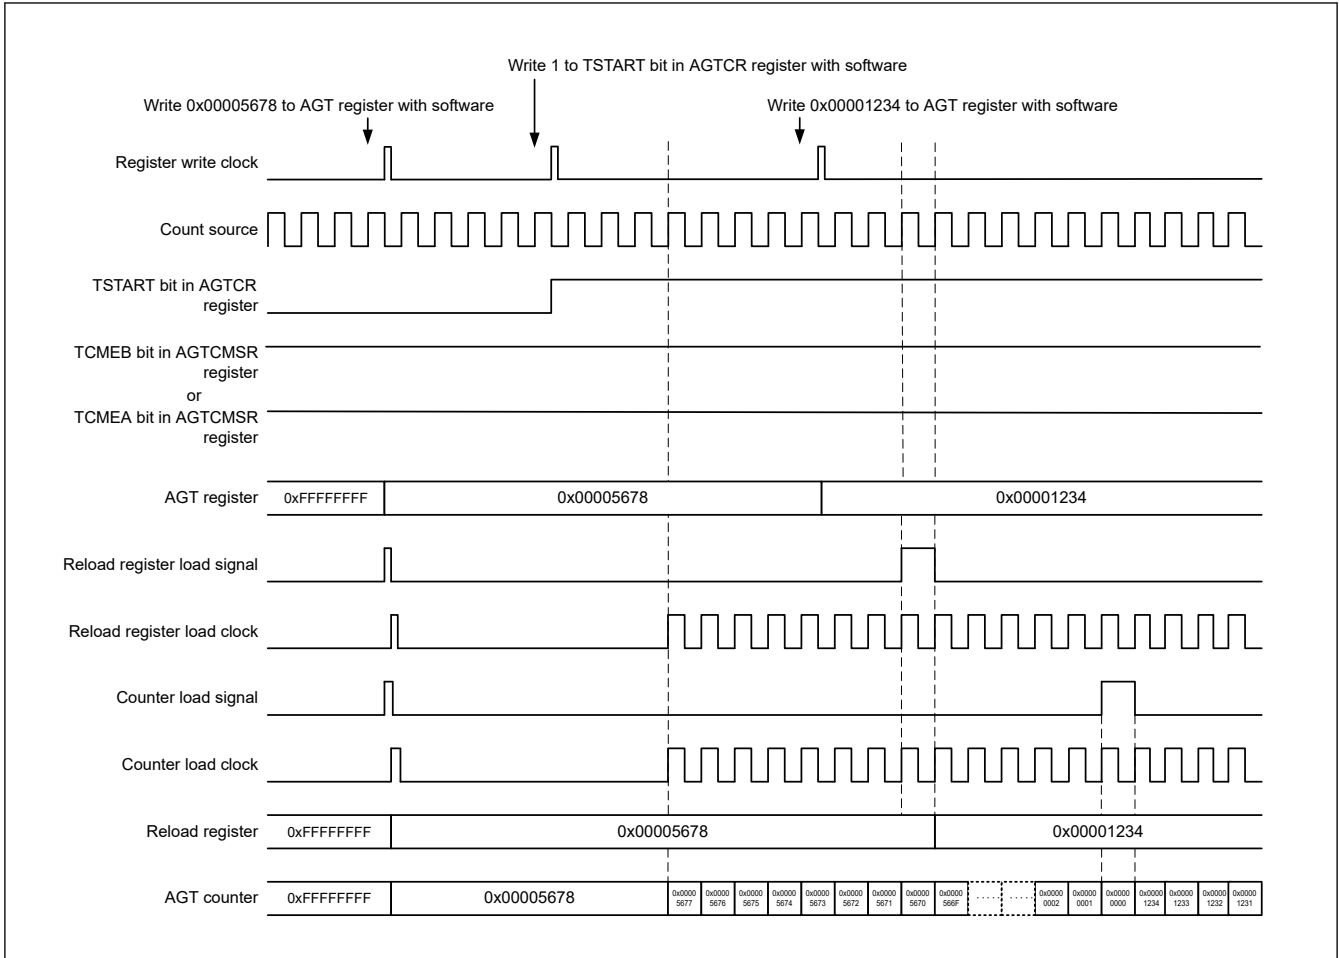 Write 1 to TSTART bit in AGTCR register with software
Write 0x00005678 to AGT register with software
Write 0x00001234 to AGT register with software
Register write clock
Count source
TSTART bit in AGTCR
register
TCMEB bit in AGTCMSR
register
or
TCMEA bit in AGTCMSR
register
AGT register
0xFFFFFFFF
0x00005678
0x00001234
Reload register load signal
Reload register load clock
Counter load signal
Counter load clock
Reload register
0xFFFFFFFF
0x00005678
0x00001234
AGT counter
0xFFFFFFFF
0x00005678
0x0000
5677
0x0000
5676
0x0000
5675
0x0000
5674
0x0000
5673
0x0000
5672
0x0000
5671
0x0000
5670
0x0000
566F
......
......
0x0000
0002
0x0000
0001
0x0000
0000
0x0000
1234
0x0000
1233
0x0000
1232
0x0000
1231